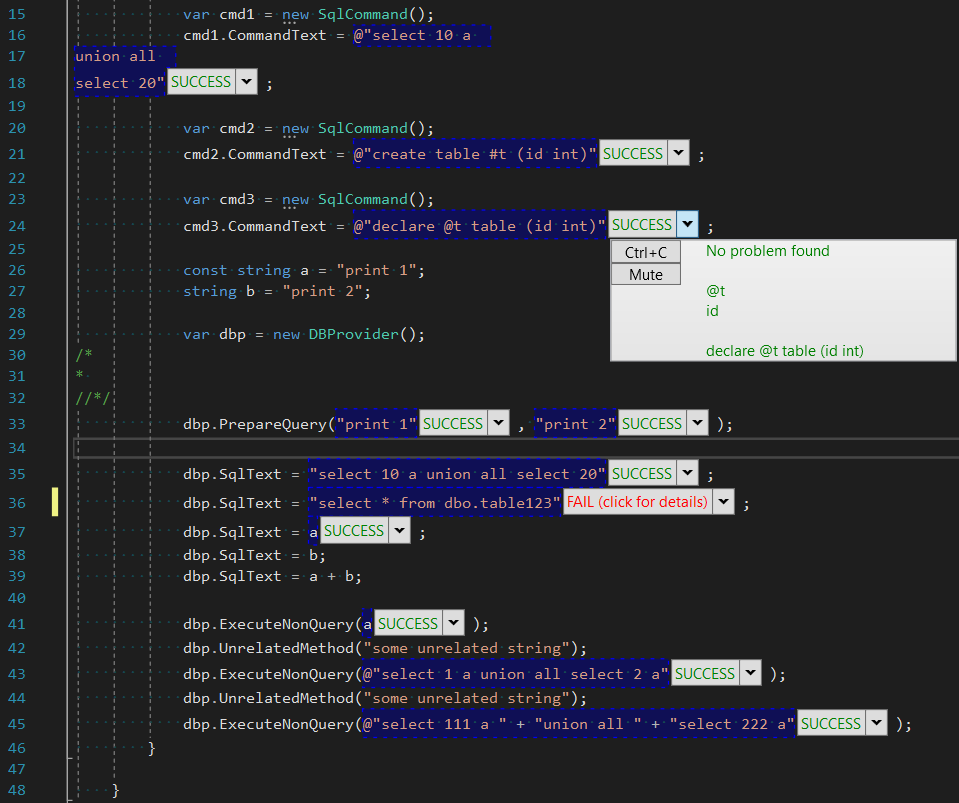 15 var cmd1 = new SqlCommand();
16 cmd1.CommandText = @"select 10 a
17 union all
18 select 20" SUCCESS ;
19
20 var cmd2 = new SqlCommand();
21 cmd2.CommandText = @"create table #t (id int)" SUCCESS ;
22
23 var cmd3 = new SqlCommand();
24 cmd3.CommandText = @"declare @t table (id int)" SUCCESS ;
25
Ctrl+C No problem found
26 const string a = "print 1";
Mute
27 string b = "print 2";
@t
28
id
29 var dbp = new DBProvider();
declare @t table (id int)
30 /*
31 *
32 //*/
33 dbp.PrepareQuery("print 1" SUCCESS , "print 2" SUCCESS );
34
35 dbp.SqlText = "select 10 a union all select 20" SUCCESS ;
36 dbp.SqlText = "select * from dbo.table123" FAIL (click for details) ;
37 dbp.SqlText = a SUCCESS ;
38 dbp.SqlText = b;
39 dbp.SqlText = a + b;
40
41 dbp.ExecuteNonQuery(a SUCCESS );
42 dbp.UnrelatedMethod("some unrelated string");
43 dbp.ExecuteNonQuery(@"select 1 a union all select 2 a" SUCCESS );
44 dbp.UnrelatedMethod("some unrelated string");
45 dbp.ExecuteNonQuery(@"select 111 a " + "union all " + "select 222 a" SUCCESS );
46 }
47
48 }